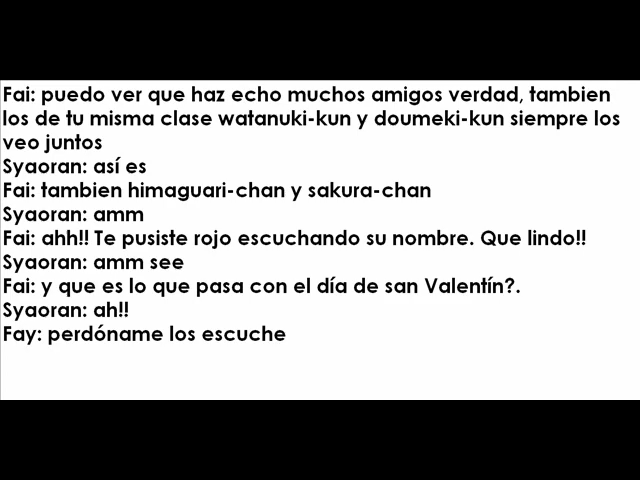 Fai: puedo ver que haz echo muchos amigos verdad, tambien
los de tu misma clase watanuki-kun y doumeki-kun siempre los
veo juntos
Syaoran: así es
Fai: tambien himaguari-chan y sakura-chan
Syaoran: amm
Fai: ahh!! Te pusiste rojo escuchando su nombre. Que lindo!!
Syaoran: amm see
Fai: y que es lo que pasa con el día de san Valentín?.
Syaoran: ah!!
Fay: perdóname los escuche